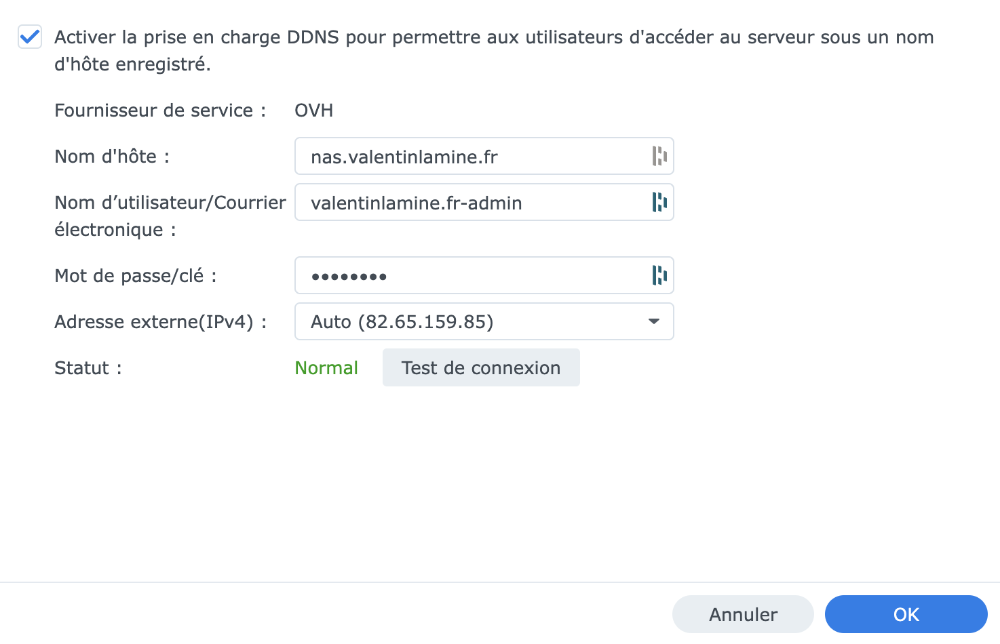 Activer la prise en charge DDNS pour permettre aux utilisateurs d'accéder au serveur sous un nom
d'hôte enregistré.
Fournisseur de service : OVH
Nom d'hôte : nas.valentinlamine.fr
Nom d’utilisateur/Courrier valentinlamine.fr-admin
électronique :
Mot de passe/clé : ••••••••
Adresse externe(IPv4) : Auto (82.65.159.85)
Statut : Normal Test de connexion
Annuler OK